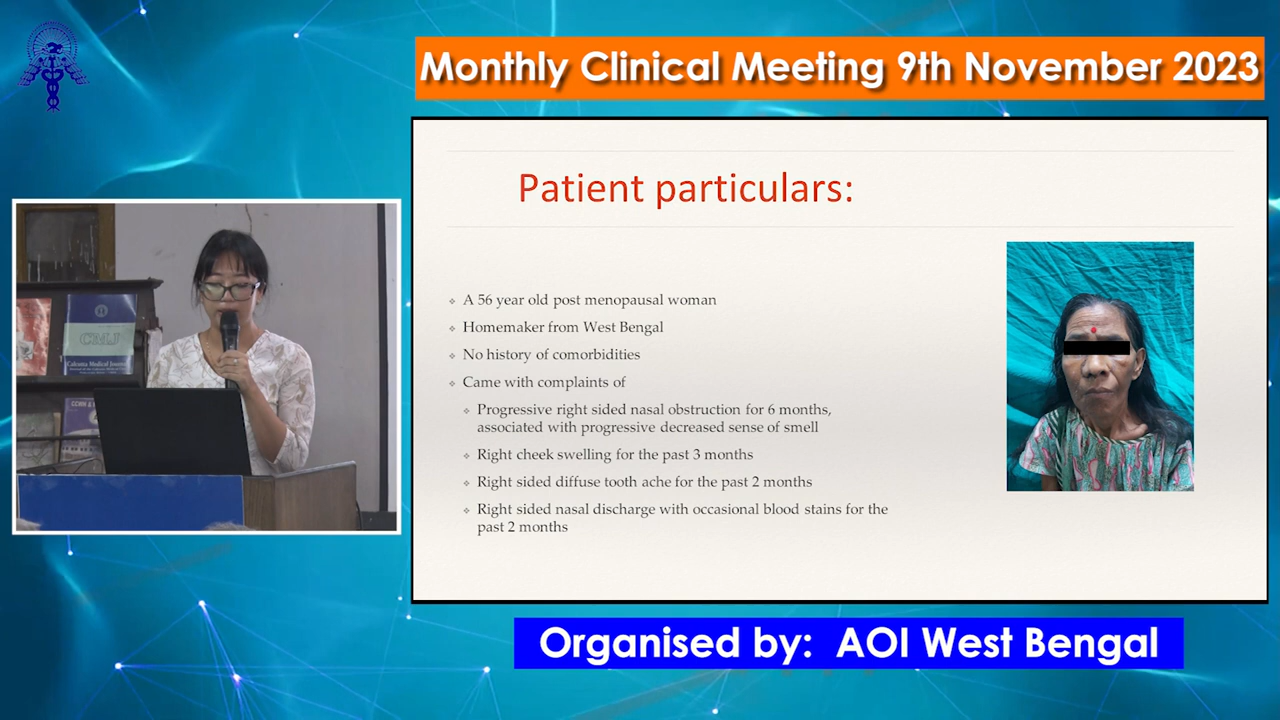 Monthly Clinical Meeting 9th November 2023
Patient particulars:
A 56 year old post menopausal woman
Homemaker from West Bengal
No history of comorbidities
Came with complaints of
Progressive right sided nasal obstruction for 6 months,
associated with progressive decreased sense of smell
Right cheek swelling for the past 3 months
Right sided diffuse tooth ache for the past 2 months
Right sided nasal discharge with occasional blood stains for the
past 2 months
CMJ
Calcutta Medical Journal
Organised by: AOI West Bengal